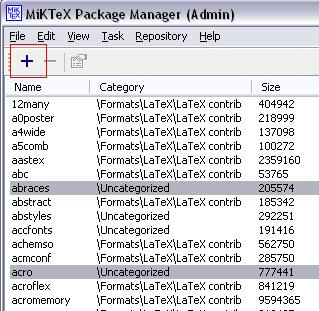 MiKTeX Package Manager (Admin)
File Edit View Task Repository Help
Name Category Size
12many \Formats\LaTeX\LaTeX contrib 404942
a0poster \Formats\LaTeX\LaTeX contrib 218999
a4wide \Formats\LaTeX\LaTeX contrib 137098
a5comb \Formats\LaTeX\LaTeX contrib 100272
aastex \Formats\LaTeX\LaTeX contrib 2359160
abc \Formats\LaTeX\LaTeX contrib 53765
abraces \Uncategorized 205574
abstract \Formats\LaTeX\LaTeX contrib 185342
abstyles \Uncategorized 292251
accfonts \Uncategorized 191416
achemso \Formats\LaTeX\LaTeX contrib 562750
acmconf \Formats\LaTeX\LaTeX contrib 285750
acro \Uncategorized 777441
acroflex \Formats\LaTeX\LaTeX contrib 841219
acromemory \Formats\LaTeX\LaTeX contrib 9594365